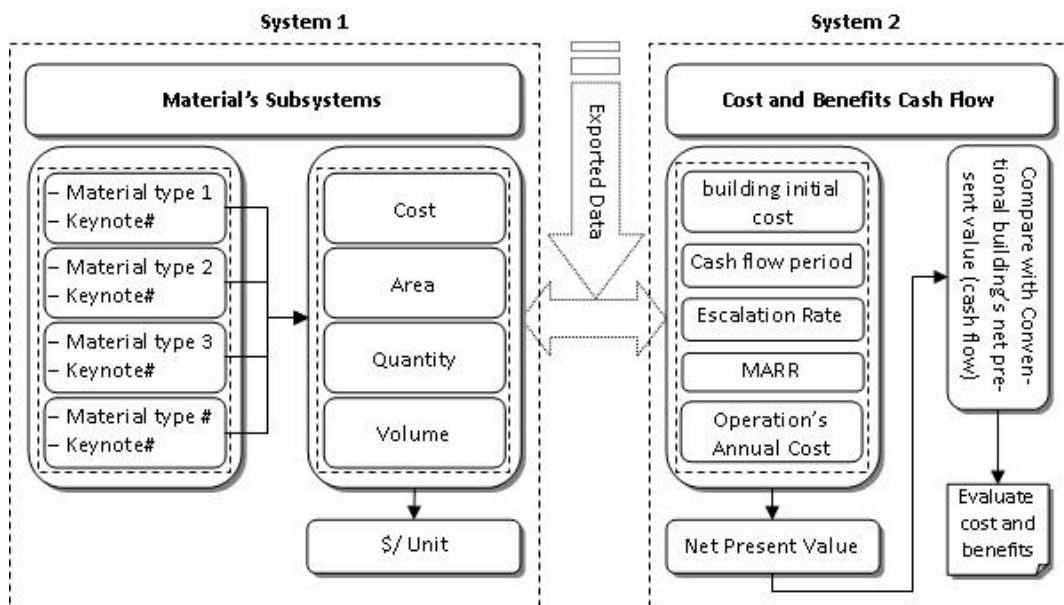 System 1
Material's Subsystems
– Material type 1
– Keynote#
– Material type 2
– Keynote#
– Material type 3
– Keynote#
– Material type #
– Keynote#
Cost
Area
Quantity
Volume
$/ Unit
Exported Data
System 2
Cost and Benefits Cash Flow
building initial
cost
Cash flow period
Escalation Rate
MARR
Operation's
Annual Cost
Net Present Value
Compare with Conven-
tional building's net pre-
sent value (cash flow)
Evaluate
cost and
benefits